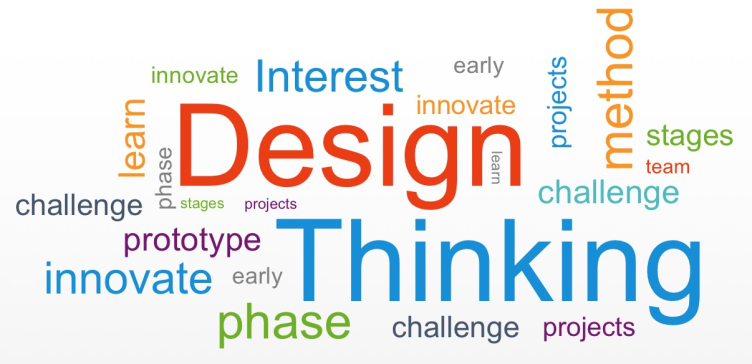 method
early
Interest
innovate
projects
innovate
learn
Design
stages
phase
learn
team
challenge
challenge
stages
projects
prototype
Thinking
innovate
early
phase
challenge
projects